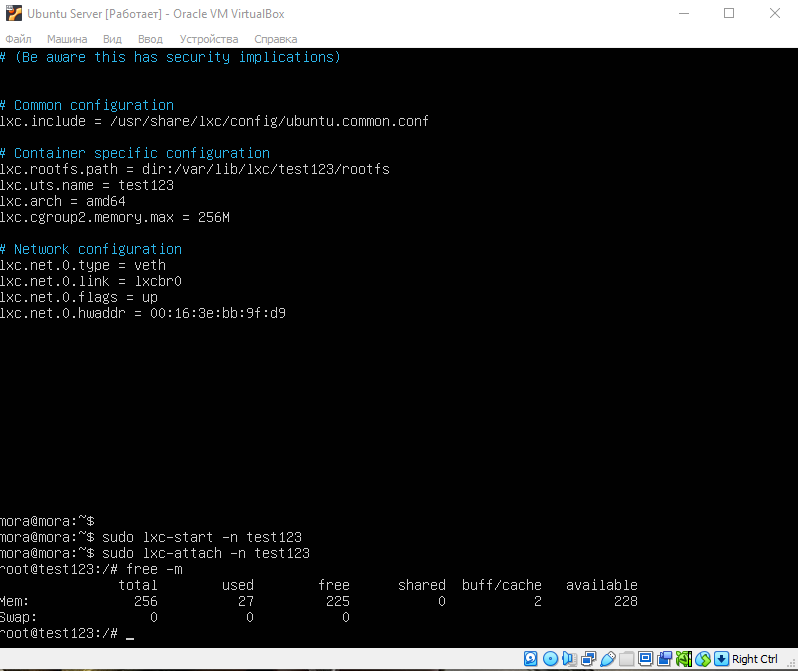 Ubuntu Server [Работает] - Oracle VM VirtualBox
Файл Машина Вид Ввод Устройства Справка
# (Be aware this has security implications)
# Common configuration
lxc.include = /usr/share/lxc/config/ubuntu.common.conf
# Container specific configuration
lxc.rootfs.path = dir:/var/lib/lxc/test123/rootfs
lxc.uts.name = test123
lxc.arch = amd64
lxc.cgroup2.memory.max = 256M
# Network configuration
lxc.net.0.type = veth
lxc.net.0.link = lxcbr0
lxc.net.0.flags = up
lxc.net.0.hwaddr = 00:16:3e:bb:9f:d9
mora@mora:~$
mora@mora:~$ sudo lxc-start -n test123
mora@mora:~$ sudo lxc-attach -n test123
root@test123:/# free -m
total used free shared buff/cache available
Mem: 256 27 225 0 2 228
Swap: 0 0 0
root@test123:/# _
Right Ctrl